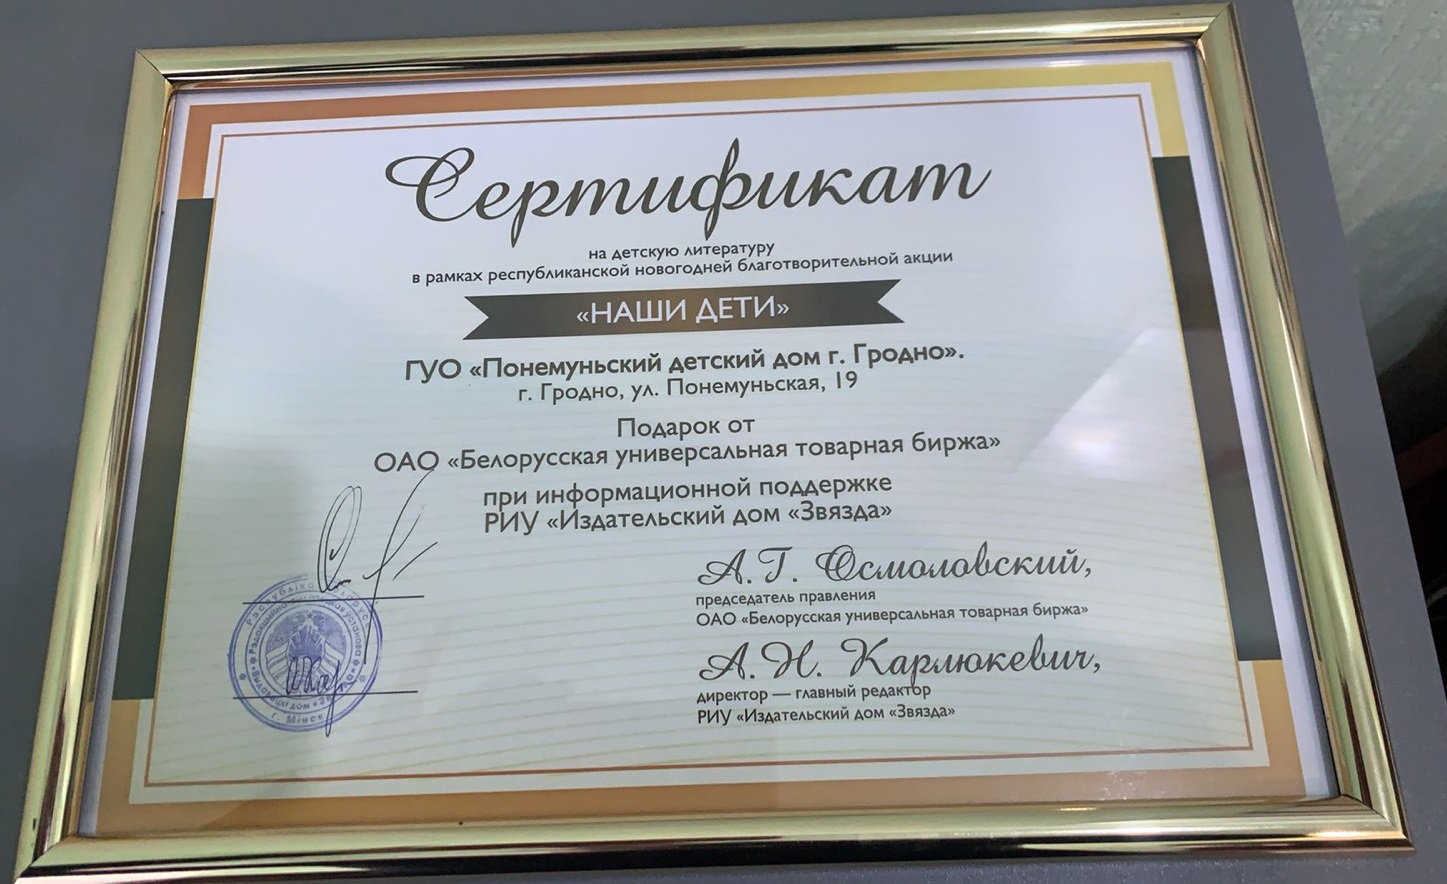 Сертификат
на детскую литературу
в рамках республиканской новогодней благотворительной акции
«НАШИ ДЕТИ»
ГУО «Понемуньский детский дом г. Гродно».
г. Гродно, ул. Понемуньская, 19
Подарок от
ОАО «Белорусская универсальная товарная биржа»
при информационной поддержке
РИУ «Издательский дом «Звязда»
А.Г. Осмоловский,
председатель правления
ОАО «Белорусская универсальная товарная биржа»
А.Н. Карлюкевич,
директор — главный редактор
РИУ «Издательский дом «Звязда»
г. Мінск